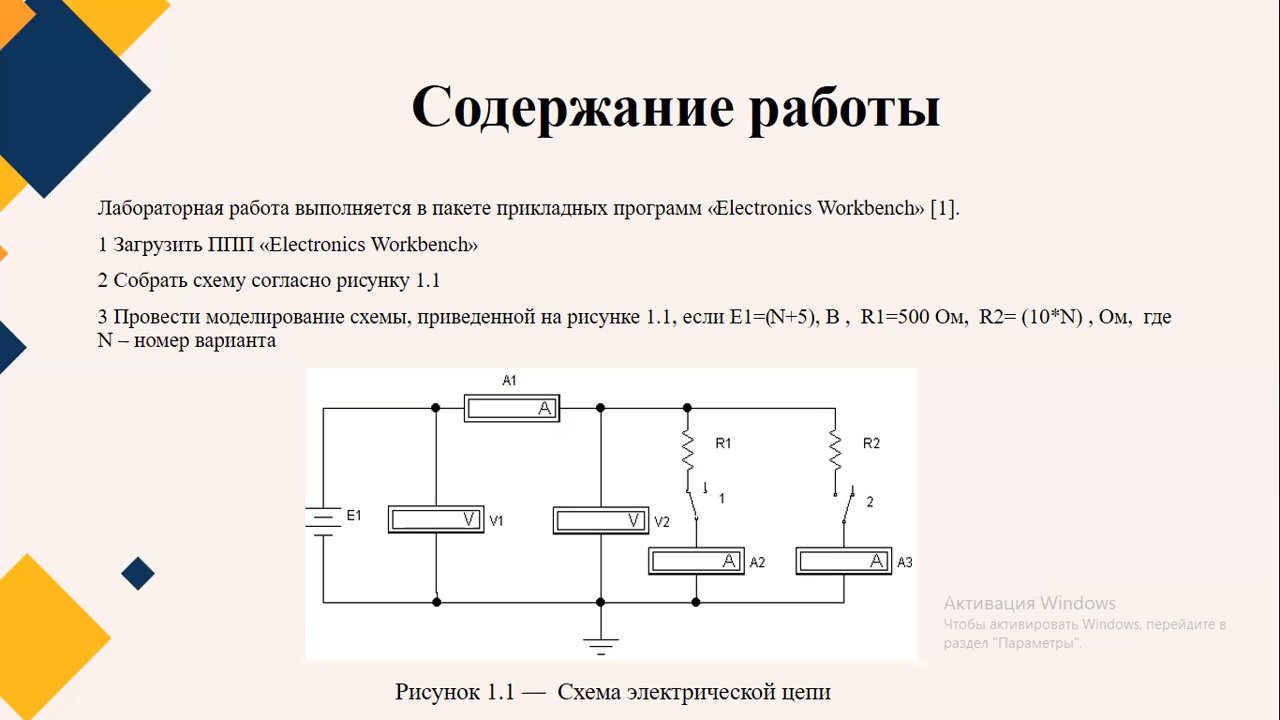 Содержание работы
Лабораторная работа выполняется в пакете прикладных программ «Electronics Workbench» [1].
1 Загрузить ППП «Electronics Workbench»
2 Собрать схему согласно рисунку 1.1
3 Провести моделирование схемы, приведенной на рисунке 1.1, если E1=(N+5), В , R1=500 Ом, R2= (10*N) , Ом, где
N – номер варианта
A1
A
R1
R2
1
2
E1
V
V1
V
V2
A
A2
A
A3
Активация Windows
Чтобы активировать Windows, перейдите в
раздел "Параметры".
Рисунок 1.1 — Схема электрической цепи